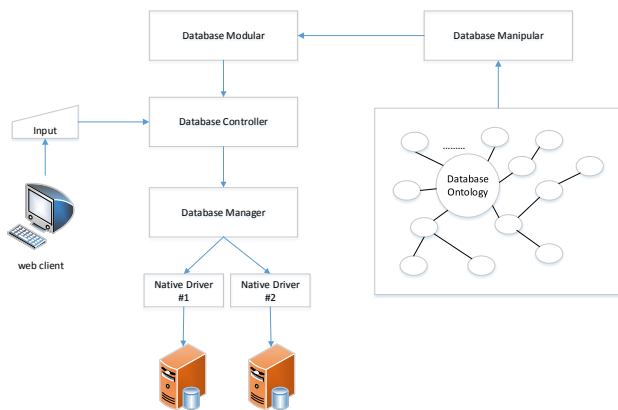 Database Modular
Database Manipular
Database Controller
Input
.........
Database
Ontology
Database Manager
web client
Native Driver
#1
Native Driver
#2